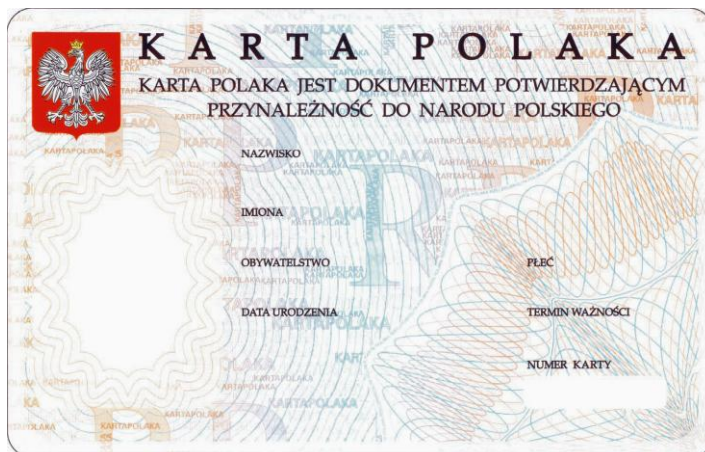 KARTA POLAKA
KARTA POLAKA JEST DOKUMENTEM POTWIERDZAJĄCYM
PRZYNALEŻNOŚĆ DO NARODU POLSKIEGO
NAZWISKO
IMIONA
OBYWATELSTWO
PŁEĆ
DATA URODZENIA
TERMIN WAŻNOŚCI
NUMER KARTY